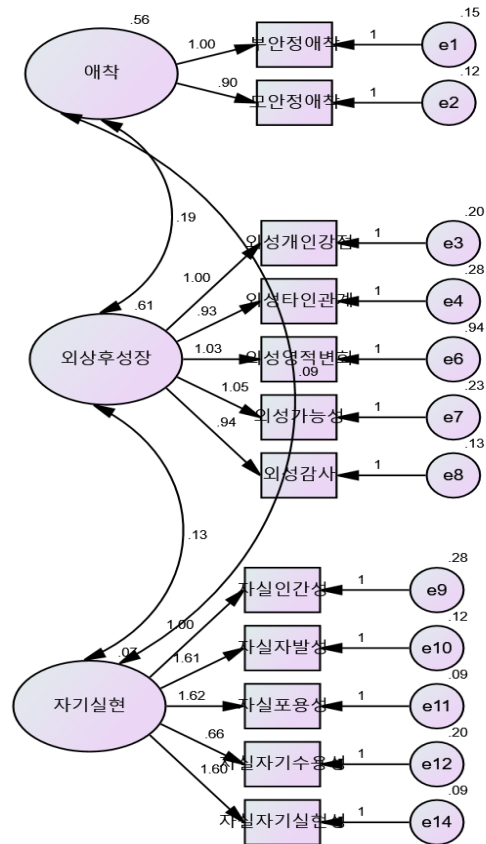 .56
애착
1.00
부안정애착
1
e1
.15
.90
모안정애착
1
e2
.12
.19
.61
외상후성장
1.00
외성개인강점
1
e3
.20
.93
외성타인관계
1
e4
.28
1.03
외성영적변화
1
e6
.94
.09
1.05
외성가능성
1
e7
.23
.94
외성감사
1
e8
.13
.13
.07
자기실현
1.00
자실인간성
1
e9
.28
1.61
자실자발성
1
e10
.12
1.62
자실포용성
1
e11
.09
.66
자실자기수용성
1
e12
.20
1.60
자실자기실현성
1
e14
.09